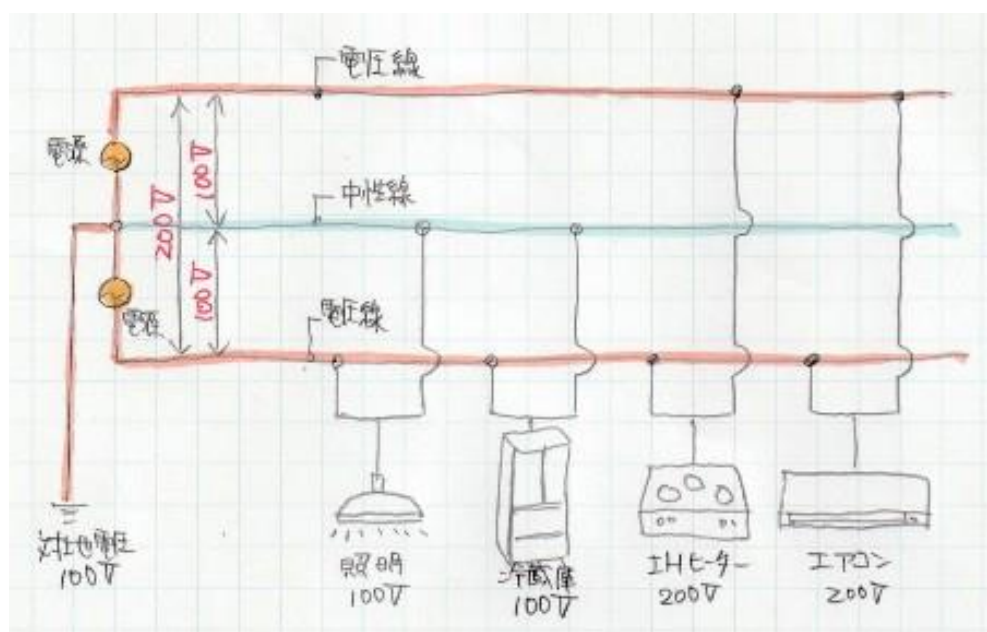 電圧線
電源
100V
200V
中性線
100V
電源
電圧線
対地電圧
100V
照明
100V
冷蔵庫
100V
IHヒーター
200V
エアコン
200V